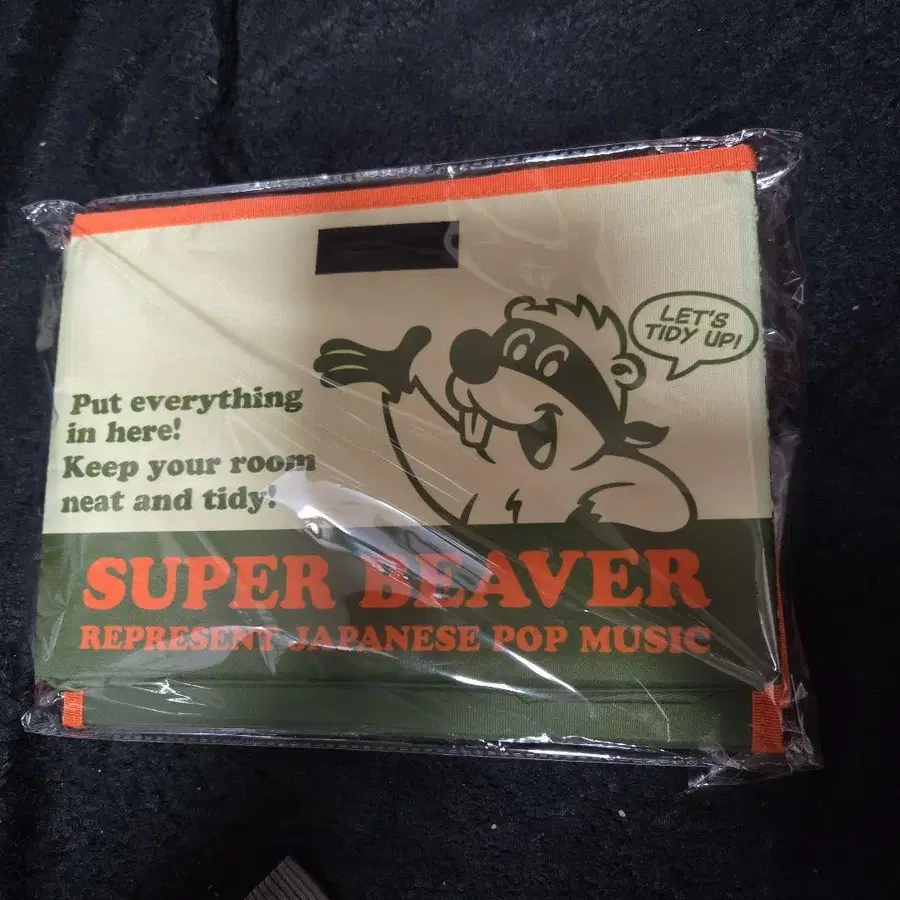 LET'S
TIDY UP!
Put everything
in here!
Keep your room
neat and tidy!
SUPER BEAVER
REPRESENT JAPANESE POP MUSIC